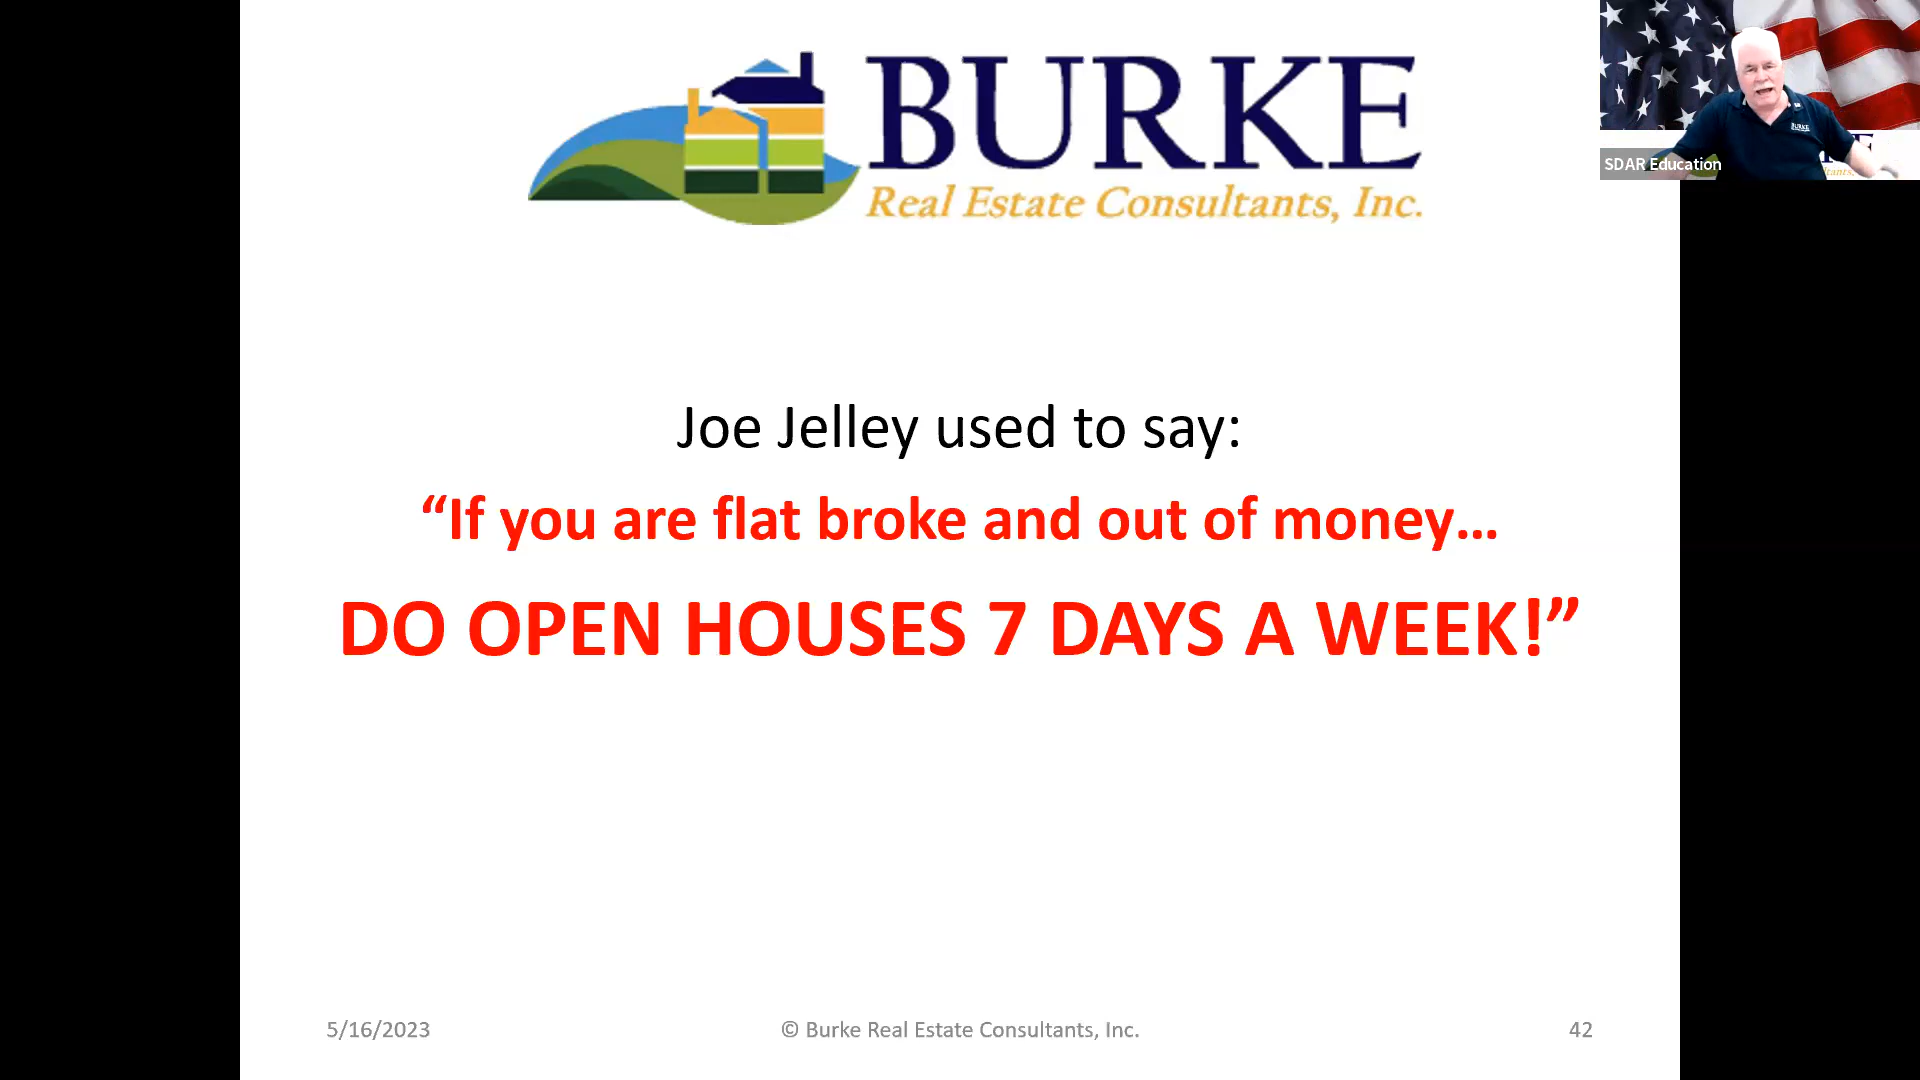 BURKE
Real Estate Consultants, Inc.
BURKE
SDAR Education
Joe Jelley used to say:
“If you are flat broke and out of money...
DO OPEN HOUSES 7 DAYS A WEEK!”
5/16/2023
© Burke Real Estate Consultants, Inc.
42